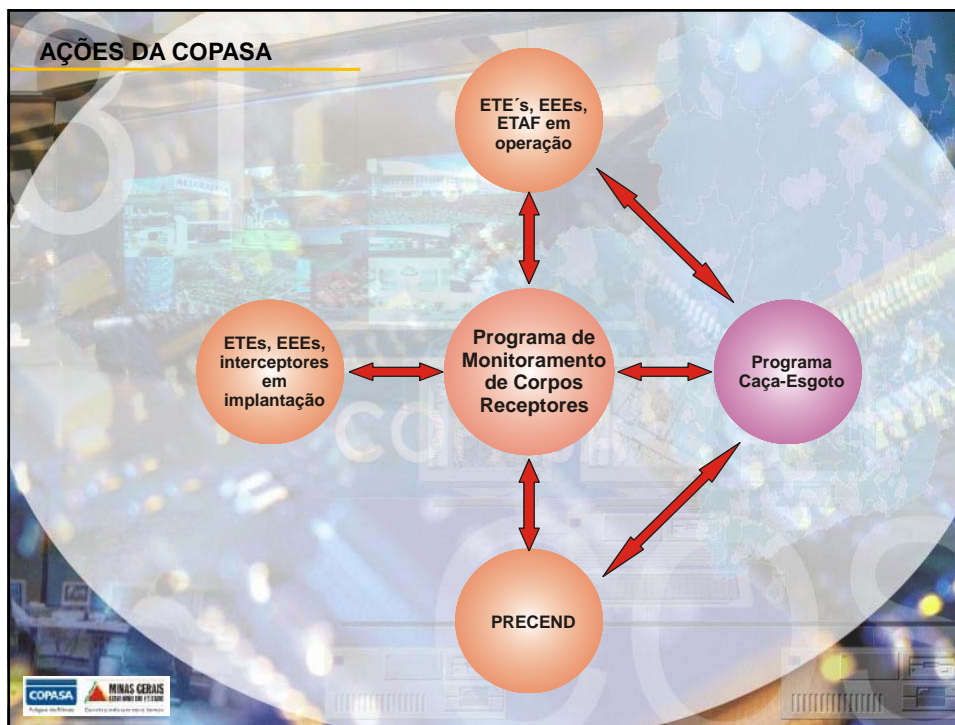 AÇÕES DA COPASA
ETE´s, EEEs,
ETAF em
operação
ETEs, EEEs,
interceptores
em
implantação
Programa de
Monitoramento
de Corpos
Receptores
Programa
Caça-Esgoto
PRECEND
COPASA
MINAS GERAIS